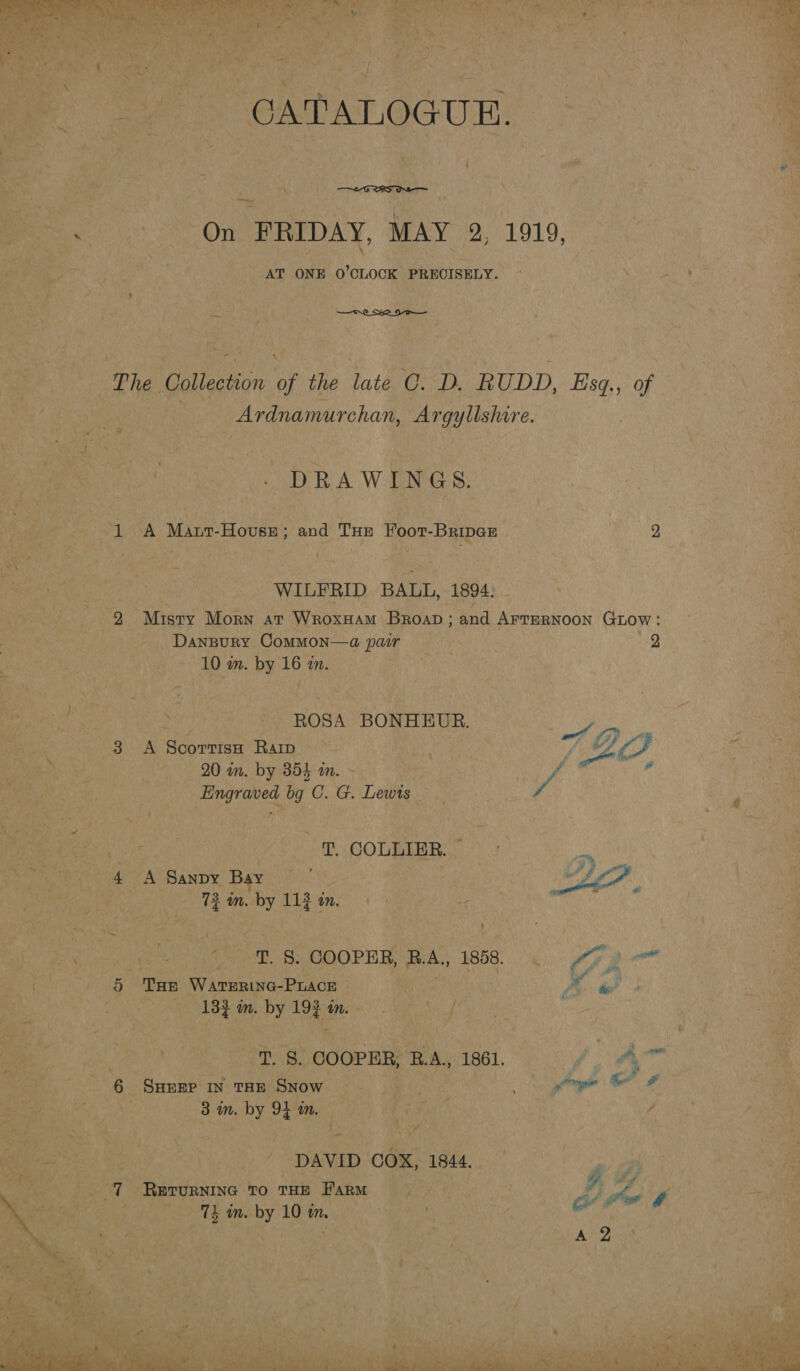 CATALOGUE.
On FRIDAY, MAY 2, 1919,
AT ONE O'CLOCK PRECISELY.
The Collection of the late C. D. RUDD, Esq., of
Ardnamurchan, Argyllshire.
DRAWINGS.
1 A MALT-HOUSE; and THE FOOT-BRIDGE 2
WILFRID BALL, 1894.
2 MISTY MORN AT WROXHAM BROAD; and AFTERNOON GLOW:
DANBURY COMMON—a pair 2
10 in. by 16 in.
ROSA BONHEUR.
3 A SCOTTISH RAID
20 in. by 35½ in.
Engraved by C. G. Lewis
T. COLLIER.
4 A SANDY BAY
7¾ in. by 11¾ in.
T. S. COOPER, R.A., 1858.
5 THE WATERING-PLACE
13¾ in. by 19¾ in.
T. S. COOPER, R.A., 1861.
6 SHEEP IN THE SNOW
3 in. by 9¼ in.
DAVID COX, 1844.
7 RETURNING TO THE FARM
7½ in. by 10 in.
A 2